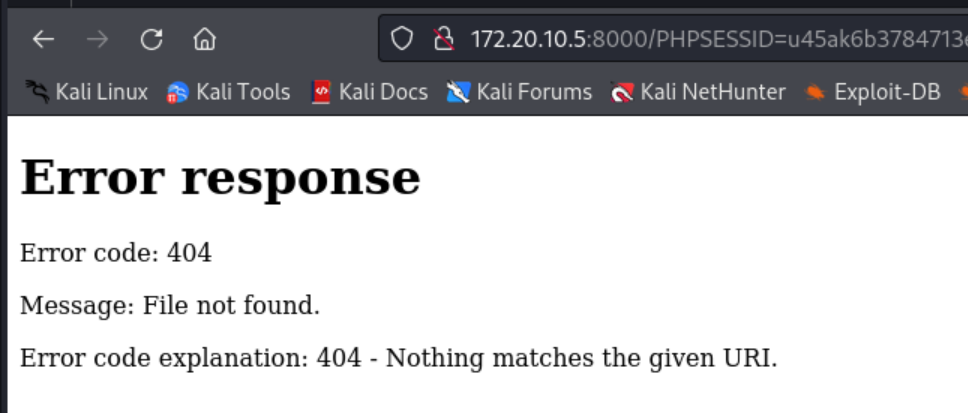 172.20.10.5:8000/PHPSESSID=u45ak6b3784713
Kali Linux Kali Tools Kali Docs Kali Forums Kali NetHunter Exploit-DB
Error response
Error code: 404
Message: File not found.
Error code explanation: 404 - Nothing matches the given URI.